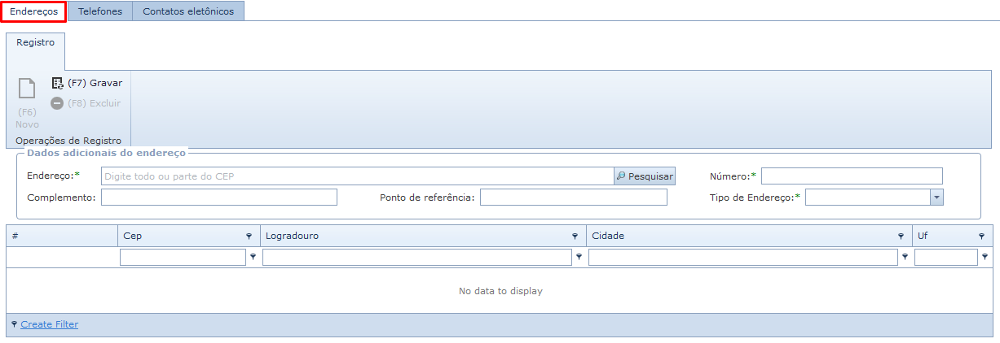 Endereços Telefones Contatos eletônicos
Registro
(F6)
Novo
(F7) Gravar
(F8) Excluir
Operações de Registro
Dados adicionais do endereço
Endereço:* Digite todo ou parte do CEP Pesquisar Número:*
Complemento: Ponto de referência: Tipo de Endereço:*
# Cep Logradouro Cidade Uf
No data to display
Create Filter